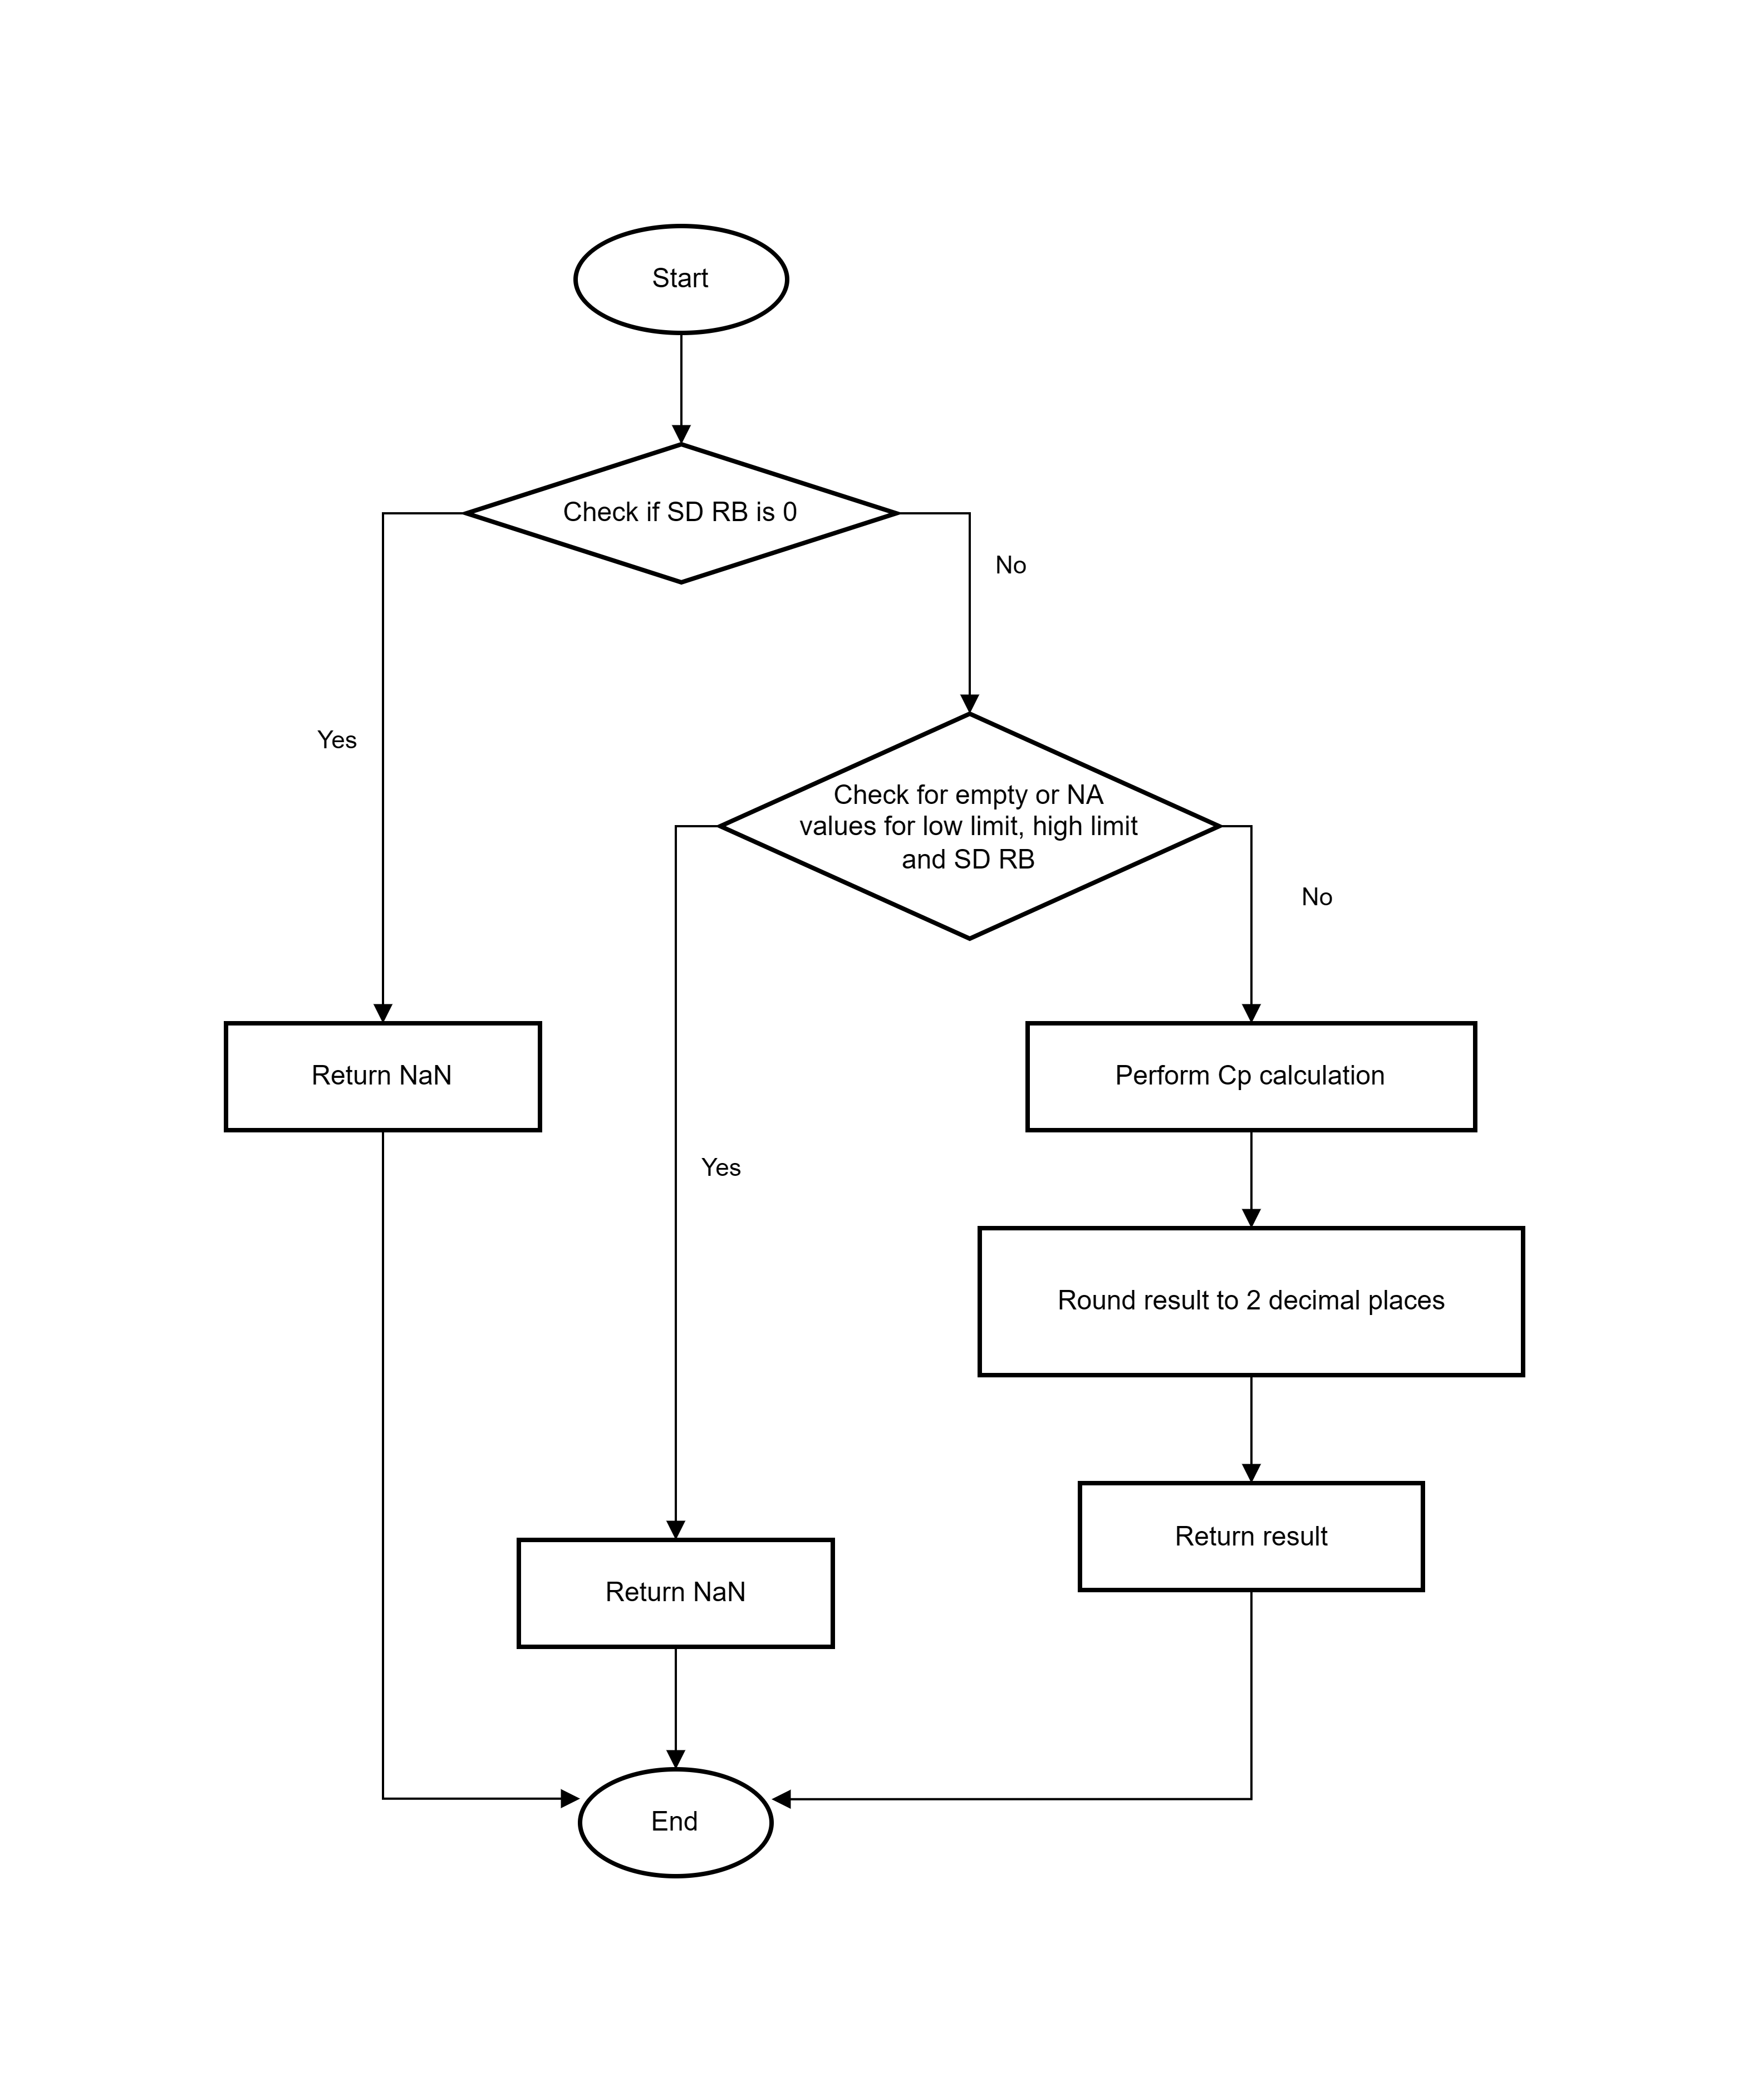 Start
Check if SD RB is 0
No
Yes
Check for empty or NA
values for low limit, high limit
and SD RB
No
Return NaN
Perform Cp calculation
Yes
Round result to 2 decimal places
Return result
Return NaN
End